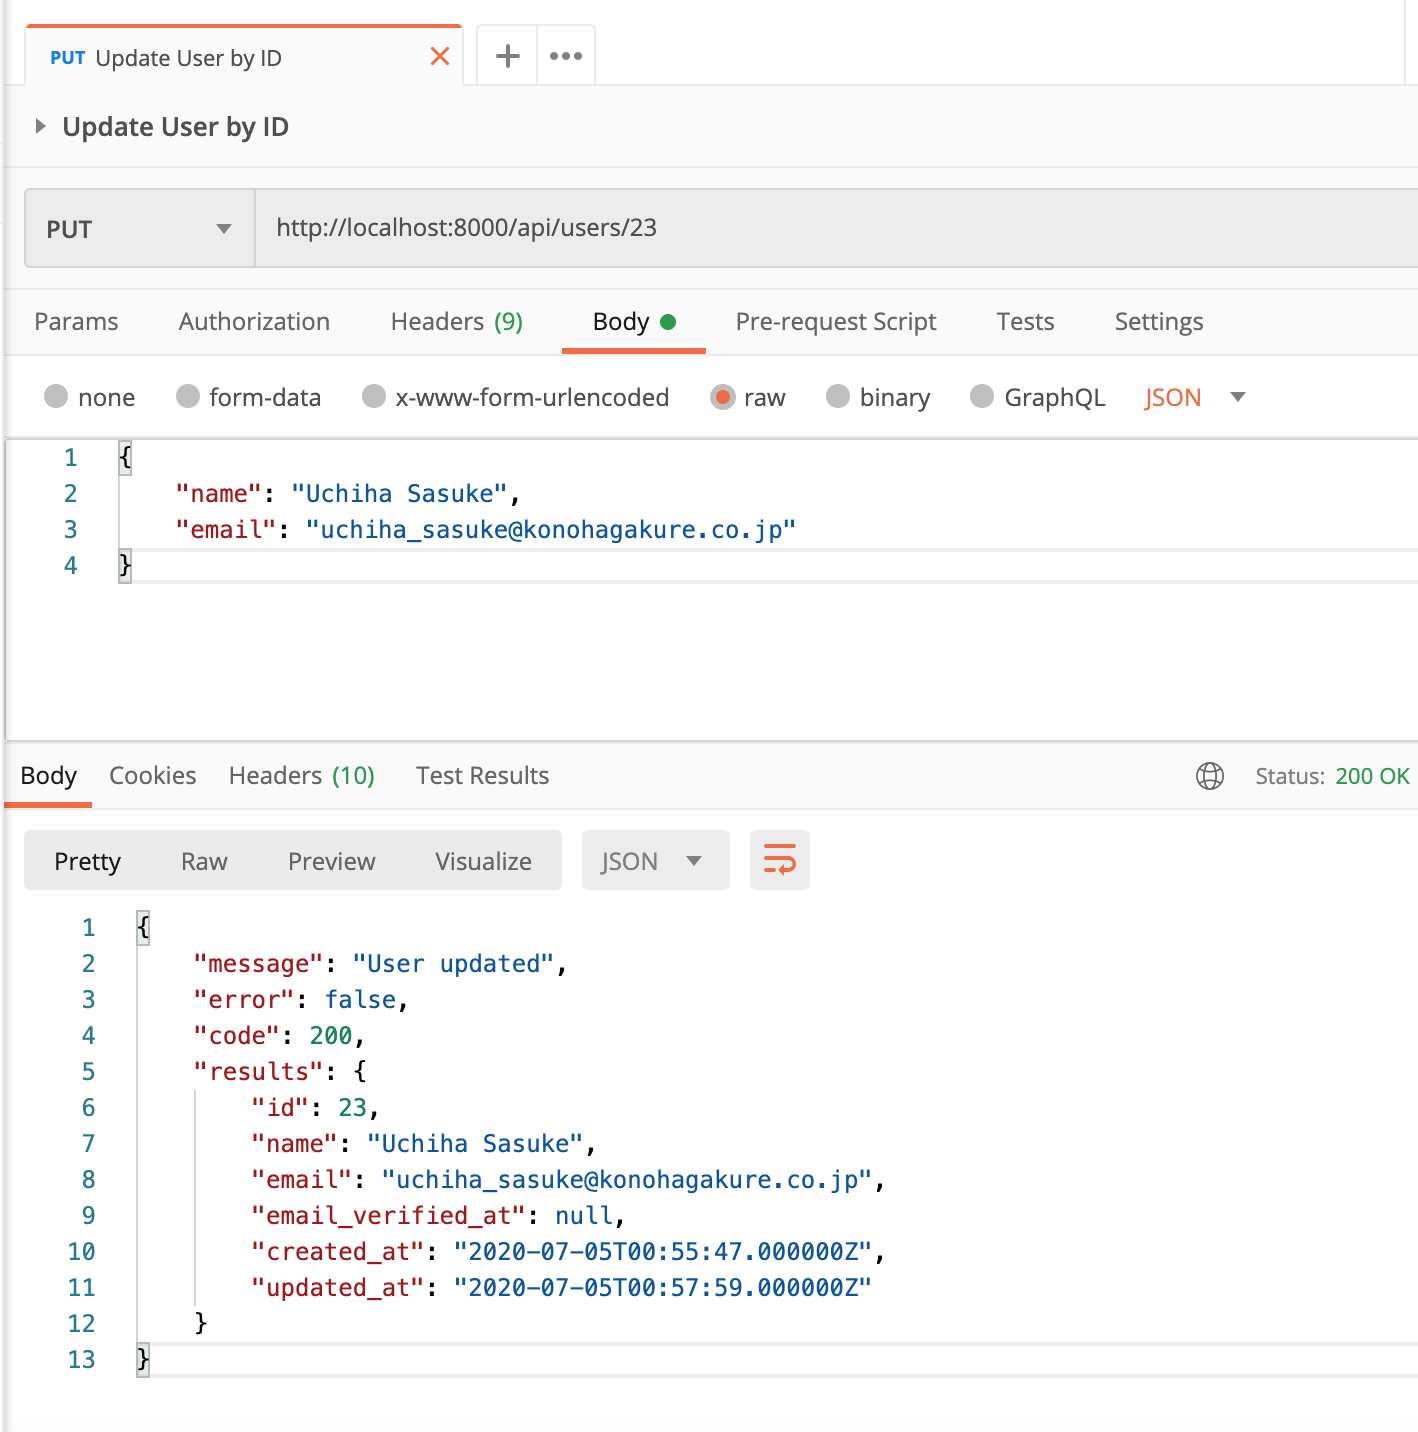 PUT Update User by ID
Update User by ID
PUT http://localhost:8000/api/users/23
Params Authorization Headers (9) Body Pre-request Script Tests Settings
none form-data x-www-form-urlencoded raw binary GraphQL JSON
1 {
2 "name": "Uchiha Sasuke",
3 "email": "uchiha_sasuke@konohagakure.co.jp"
4 }
Body Cookies Headers (10) Test Results Status: 200 OK
Pretty Raw Preview Visualize JSON
1 {
2 "message": "User updated",
3 "error": false,
4 "code": 200,
5 "results": {
6 "id": 23,
7 "name": "Uchiha Sasuke",
8 "email": "uchiha_sasuke@konohagakure.co.jp",
9 "email_verified_at": null,
10 "created_at": "2020-07-05T00:55:47.000000Z",
11 "updated_at": "2020-07-05T00:57:59.000000Z"
12 }
13 }